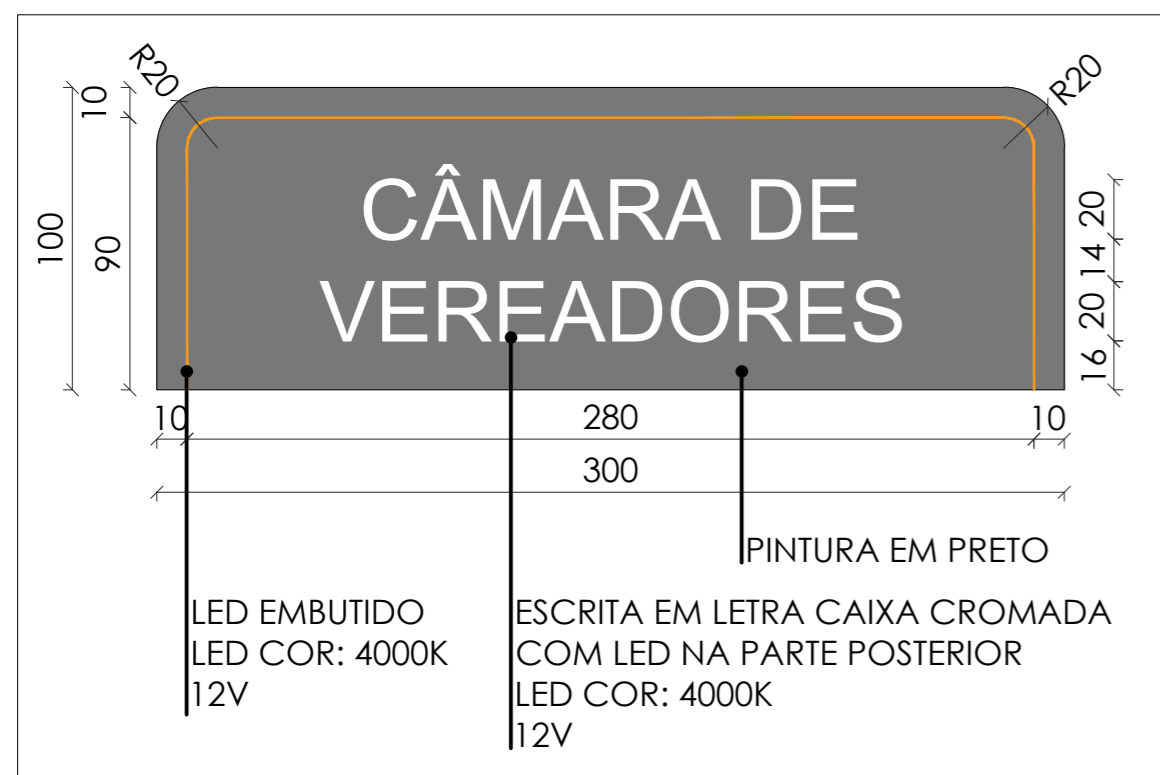 R20
R20
10
100
90
CÂMARA DE
VEREADORES
20
14
20
16
10
280
10
300
PINTURA EM PRETO
LED EMBUTIDO
LED COR: 4000K
12V
ESCRITA EM LETRA CAIXA CROMADA
COM LED NA PARTE POSTERIOR
LED COR: 4000K
12V